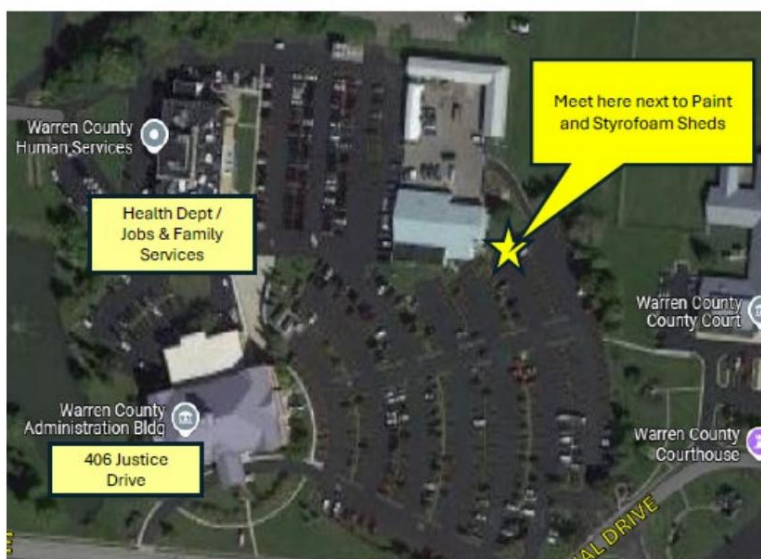 Meet here next to Paint
and Styrofoam Sheds
Warren County
Human Services
Health Dept /
Jobs & Family
Services
Warren County
County Court
Warren County
Administration Bldg
406 Justice
Drive
Warren County
Courthouse
DRIVE